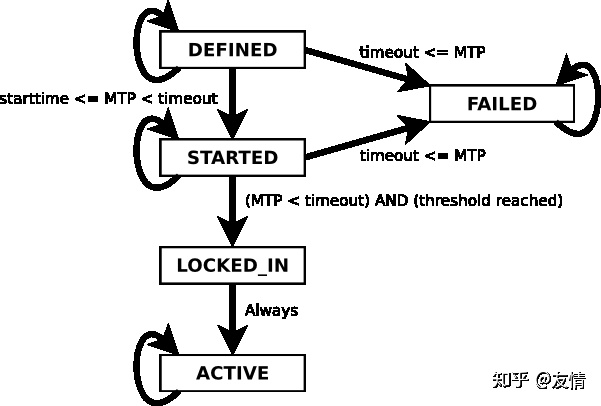 DEFINED
timeout <= MTP
starttime <= MTP < timeout
FAILED
STARTED
timeout <= MTP
(MTP < timeout) AND (threshold reached)
LOCKED_IN
Always
ACTIVE
知乎 @友情